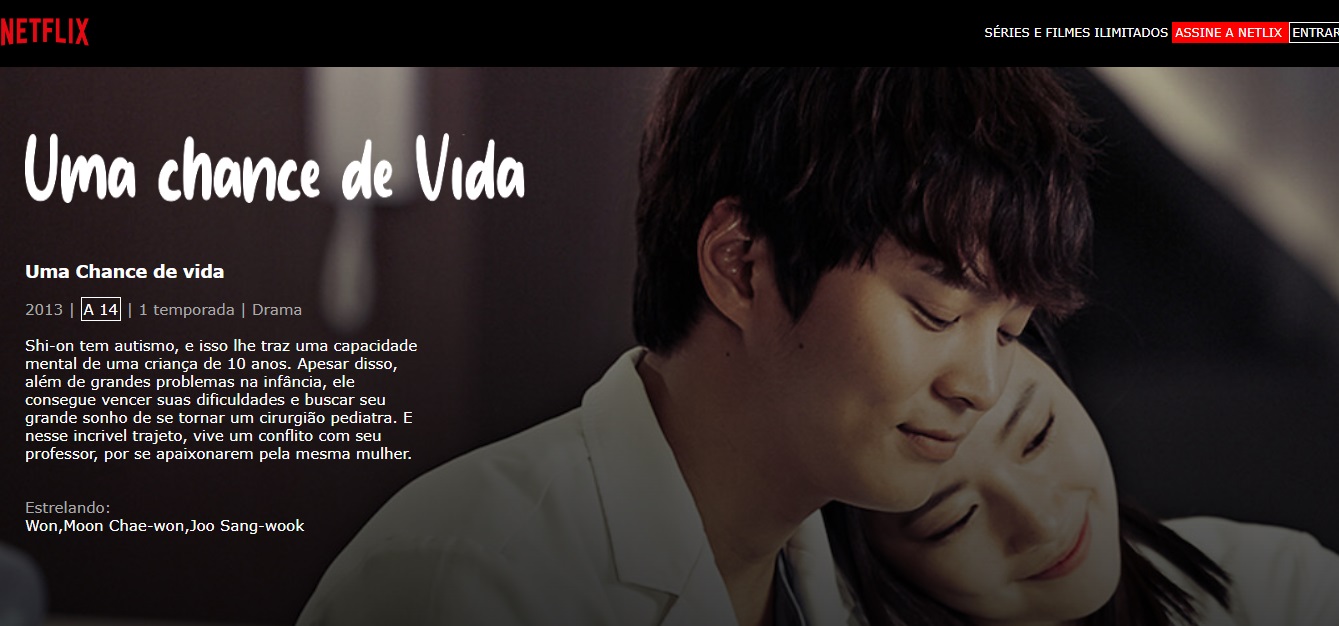 NETFLIX
SÉRIES E FILMES ILIMITADOS ASSINE A NETLIX ENTRAR
Uma chance de Vida
Uma Chance de vida
2013 | A 14 | 1 temporada | Drama
Shi-on tem autismo, e isso lhe traz uma capacidade
mental de uma criança de 10 anos. Apesar disso,
além de grandes problemas na infância, ele
consegue vencer suas dificuldades e buscar seu
grande sonho de se tornar um cirurgião pediatra. E
nesse incrivel trajeto, vive um conflito com seu
professor, por se apaixonarem pela mesma mulher.
Estrelando:
Won,Moon Chae-won,Joo Sang-wook